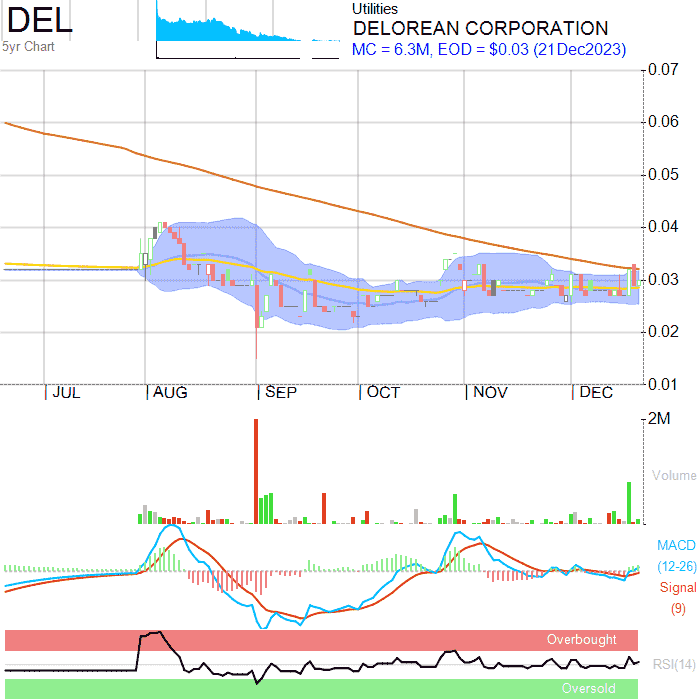 DEL
5yr Chart
Utilities
DELOREAN CORPORATION
MC = 6.3M, EOD = $0.03 (21Dec2023)
0.07
0.06
0.05
0.04
0.03
0.02
0.01
JUL AUG SEP OCT NOV DEC
2M
Volume
MACD
(12-26)
Signal
(9)
Overbought
RSI(14)
Oversold